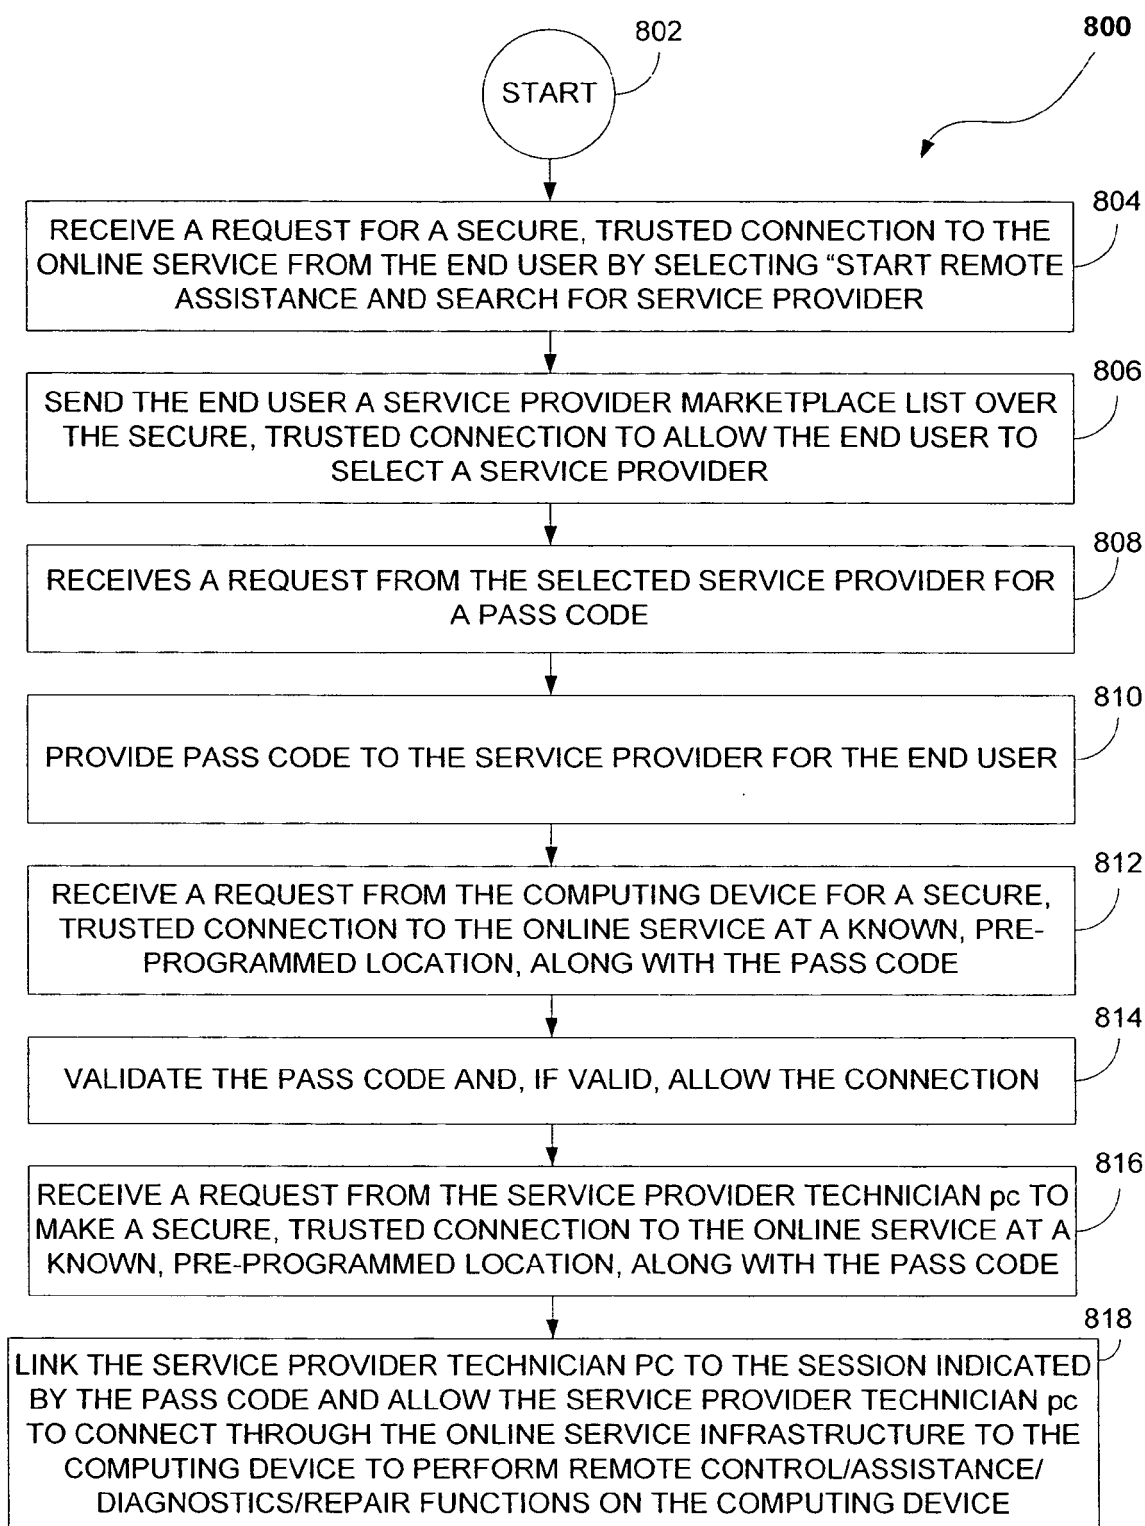 802
800
START
804
RECEIVE A REQUEST FOR A SECURE, TRUSTED CONNECTION TO THE
ONLINE SERVICE FROM THE END USER BY SELECTING “START REMOTE
ASSISTANCE AND SEARCH FOR SERVICE PROVIDER
806
SEND THE END USER A SERVICE PROVIDER MARKETPLACE LIST OVER
THE SECURE, TRUSTED CONNECTION TO ALLOW THE END USER TO
SELECT A SERVICE PROVIDER
808
RECEIVES A REQUEST FROM THE SELECTED SERVICE PROVIDER FOR
A PASS CODE
810
PROVIDE PASS CODE TO THE SERVICE PROVIDER FOR THE END USER
812
RECEIVE A REQUEST FROM THE COMPUTING DEVICE FOR A SECURE,
TRUSTED CONNECTION TO THE ONLINE SERVICE AT A KNOWN, PRE-
PROGRAMMED LOCATION, ALONG WITH THE PASS CODE
814
VALIDATE THE PASS CODE AND, IF VALID, ALLOW THE CONNECTION
816
RECEIVE A REQUEST FROM THE SERVICE PROVIDER TECHNICIAN pc TO
MAKE A SECURE, TRUSTED CONNECTION TO THE ONLINE SERVICE AT A
KNOWN, PRE-PROGRAMMED LOCATION, ALONG WITH THE PASS CODE
818
LINK THE SERVICE PROVIDER TECHNICIAN PC TO THE SESSION INDICATED
BY THE PASS CODE AND ALLOW THE SERVICE PROVIDER TECHNICIAN pc
TO CONNECT THROUGH THE ONLINE SERVICE INFRASTRUCTURE TO THE
COMPUTING DEVICE TO PERFORM REMOTE CONTROL/ASSISTANCE/
DIAGNOSTICS/REPAIR FUNCTIONS ON THE COMPUTING DEVICE